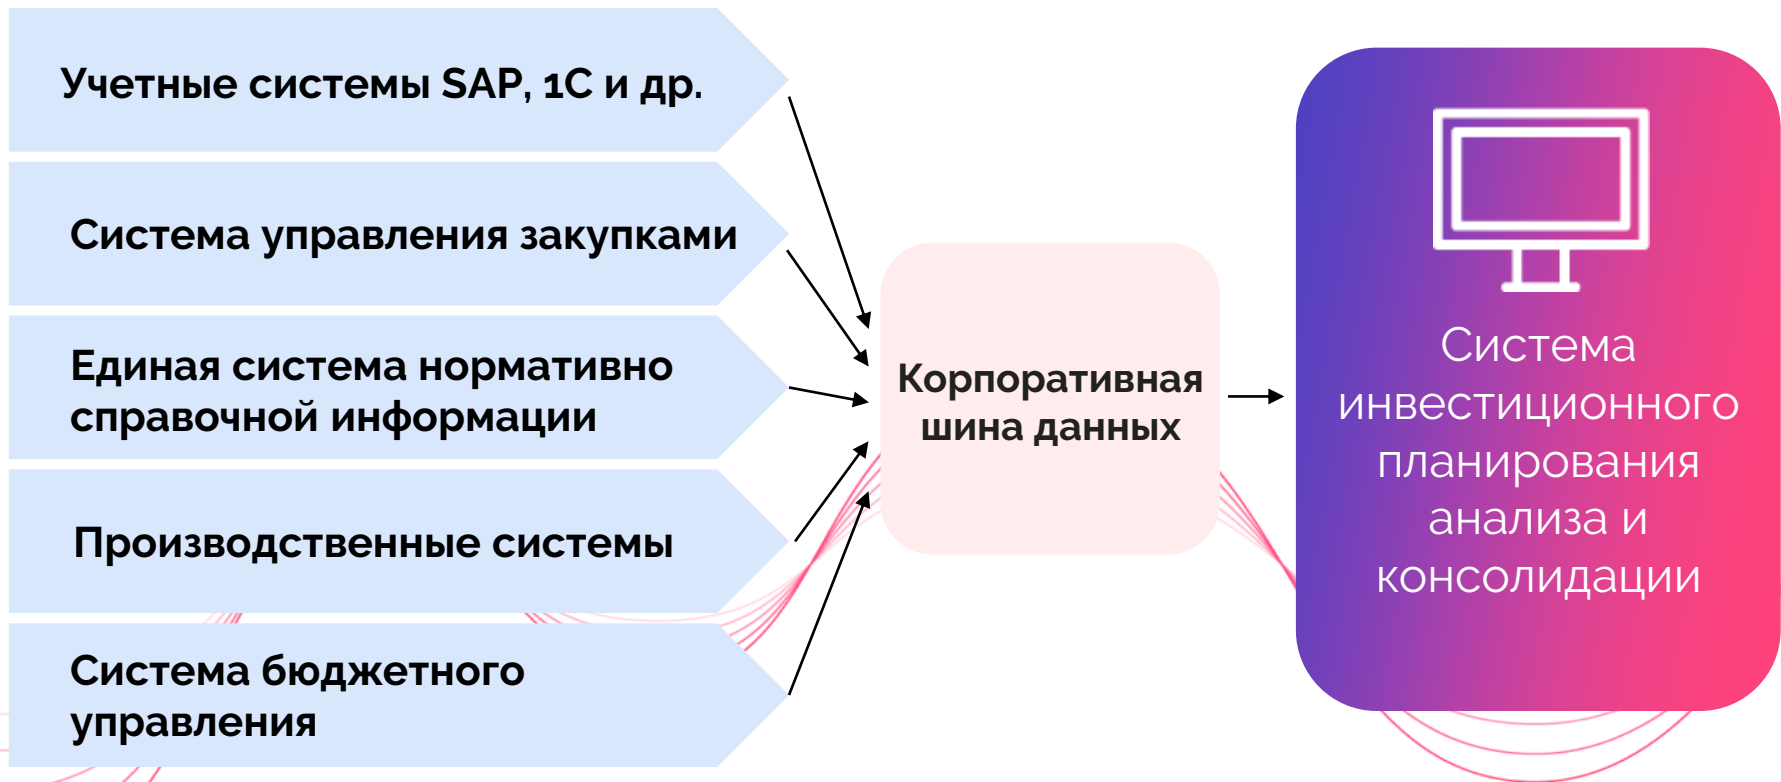 Учетные системы SAP, 1С и др.
Система управления закупками
Единая система нормативно
справочной информации
Производственные системы
Система бюджетного
управления
Корпоративная
шина данных
Система
инвестиционного
планирования
анализа и
консолидации